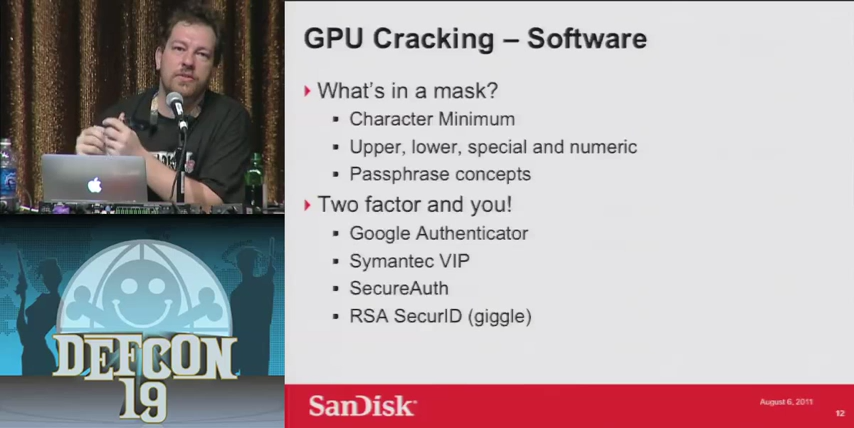 GPU Cracking – Software
What's in a mask?
Character Minimum
Upper, lower, special and numeric
Passphrase concepts
Two factor and you!
Google Authenticator
Symantec VIP
SecureAuth
RSA SecurID (giggle)
DEFCON
19
SanDisk
August 6, 2011
12